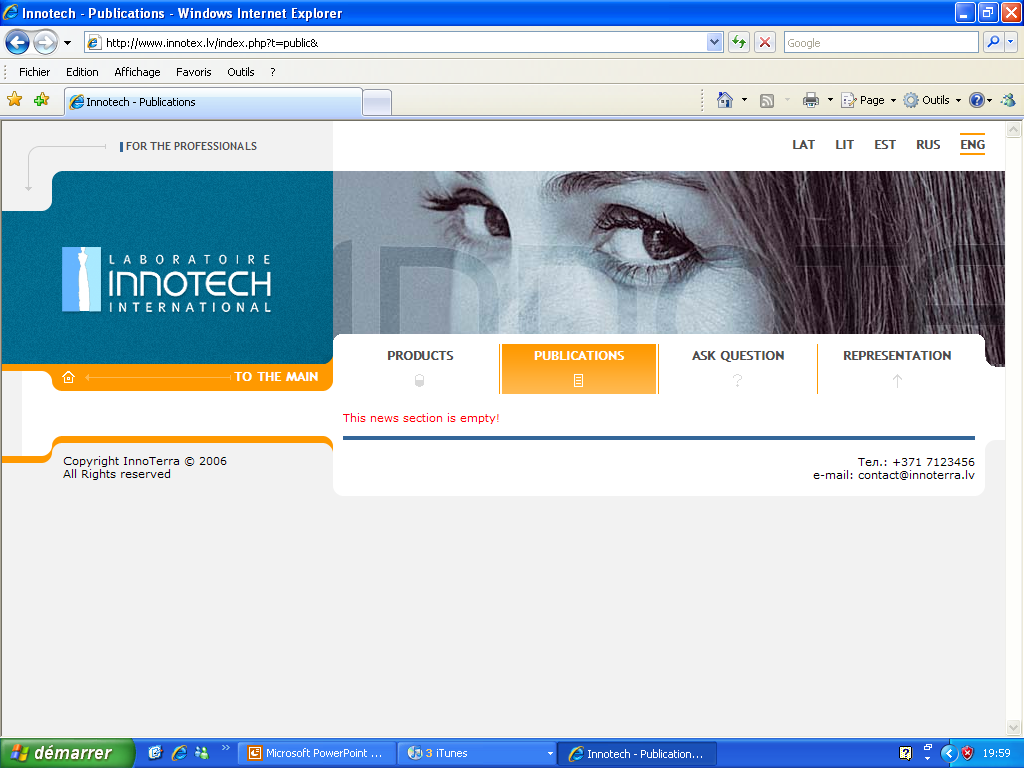 Innotech - Publications - Windows Internet Explorer
http://www.innotex.lv/index.php?t=public&
Google
Fichier Edition Affichage Favoris Outils ?
Innotech - Publications
Page Outils
FOR THE PROFESSIONALS
LAT LIT EST RUS ENG
LABORATOIRE
INNOTECH
INTERNATIONAL
PRODUCTS PUBLICATIONS ASK QUESTION REPRESENTATION
TO THE MAIN
This news section is empty!
Copyright InnoTerra © 2006
All Rights reserved
Тел.: +371 7123456
e-mail: contact@innoterra.lv
démarrer
Microsoft PowerPoint ...
3 iTunes
Innotech - Publication...
19:59